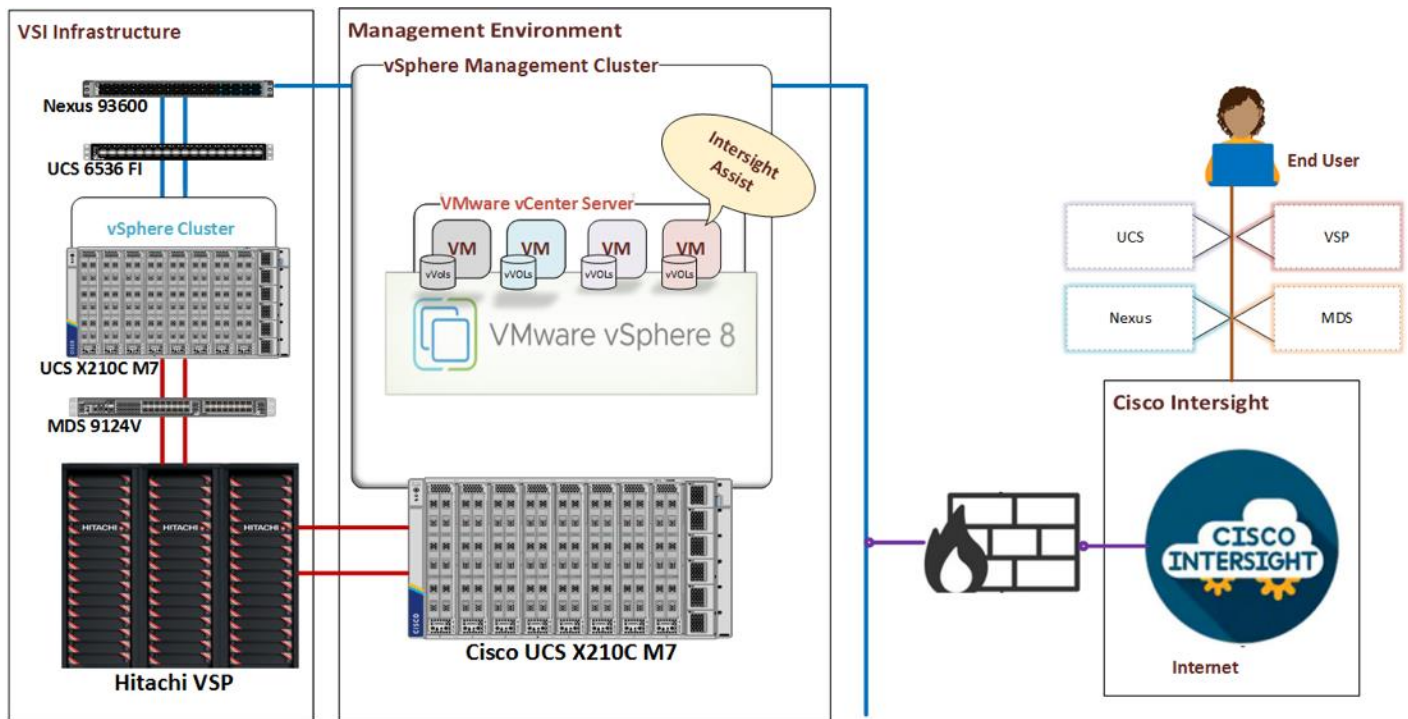 VSI Infrastructure
Nexus 93600
UCS 6536 FI
vSphere Cluster
CISCO
UCS X210C M7
MDS 9124V
HITACHI
HITACHI
HITACHI
Hitachi VSP
Management Environment
vSphere Management Cluster
Intersight
Assist
VMware vCenter Server
VM
VM
VM
VM
vVols
vVOLs
vVOLs
vVOLs
VMware vSphere 8
CISCO
Cisco UCS X210C M7
End User
UCS
VSP
Nexus
MDS
Cisco Intersight
CISCO
INTERSIGHT
Internet